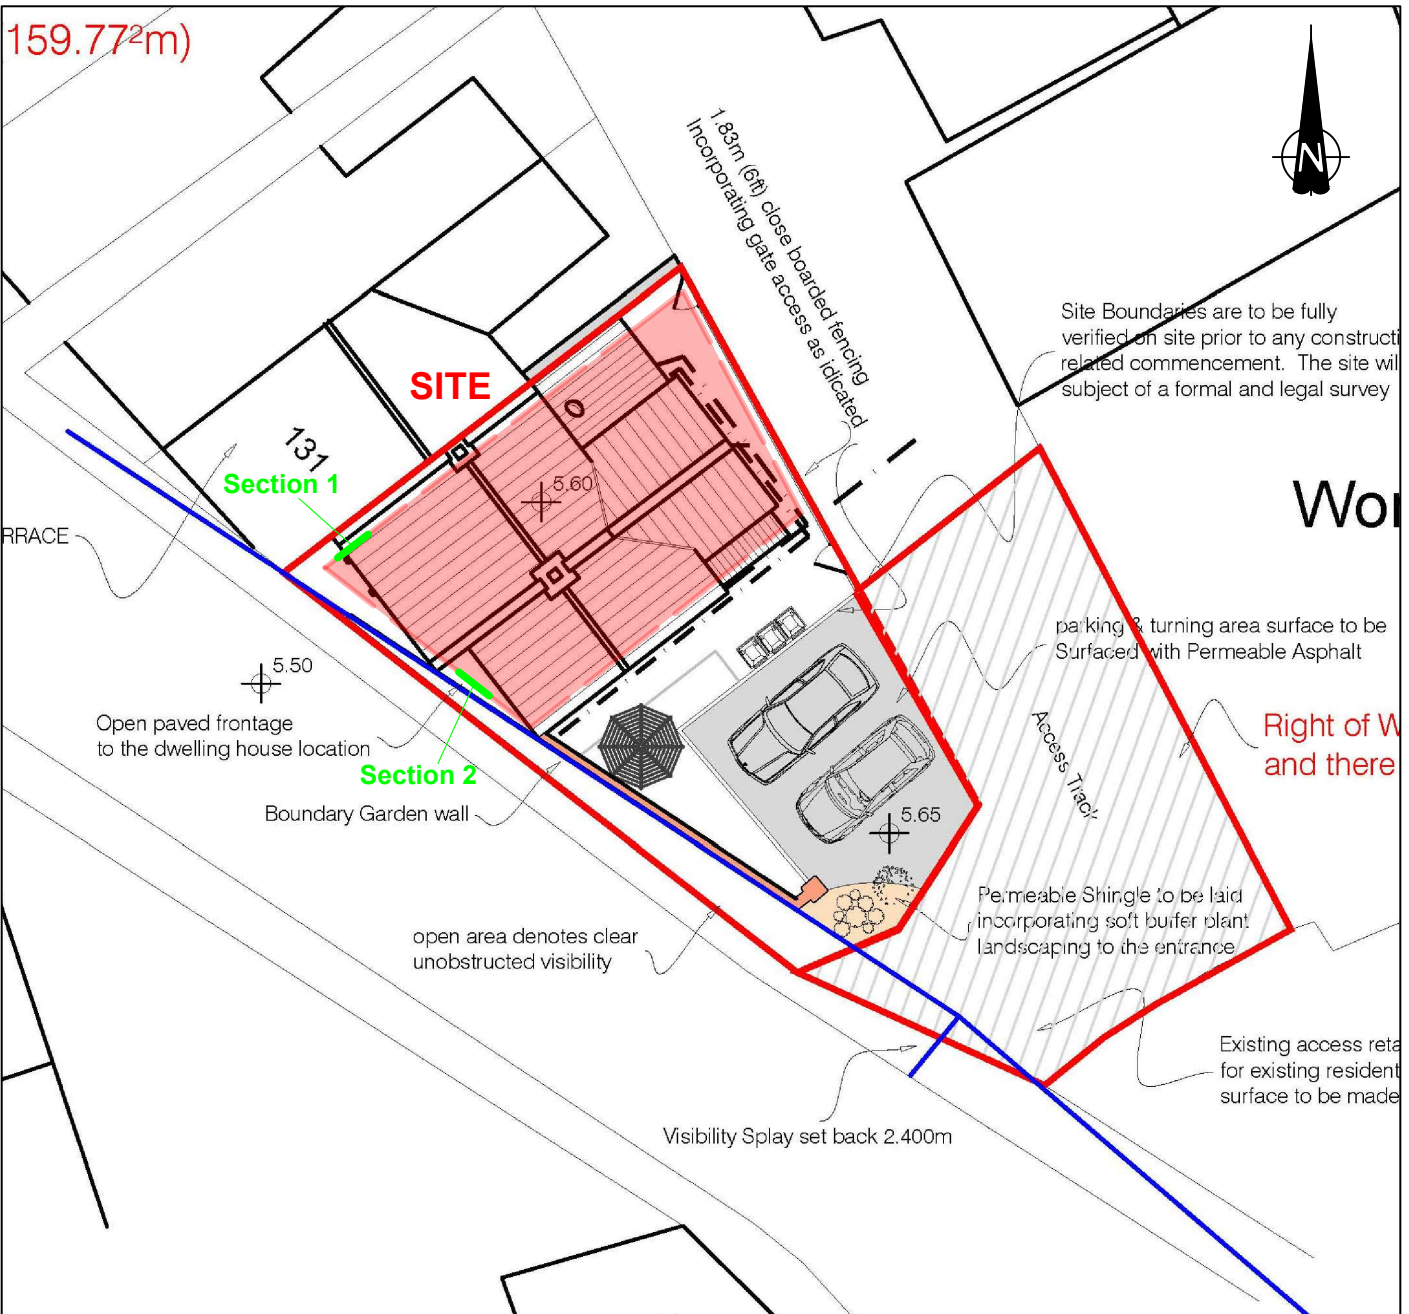 159.77²m)
N
1.83m (6ft) close boarded fencing
Incorporating gate access as idicated
Site Boundaries are to be fully
verified on site prior to any constructi
related commencement. The site wil
subject of a formal and legal survey
SITE
131
Section 1
5.60
Wor
RRACE
parking & turning area surface to be
Surfaced with Permeable Asphalt
5.50
Open paved frontage
to the dwelling house location
Section 2
Access Track
Right of W
and there
Boundary Garden wall
5.65
Permeable Shingle to be laid
incorporating soft buffer plant
landscaping to the entrance
open area denotes clear
unobstructed visibility
Existing access reta
for existing resident
surface to be made
Visibility Splay set back 2.400m